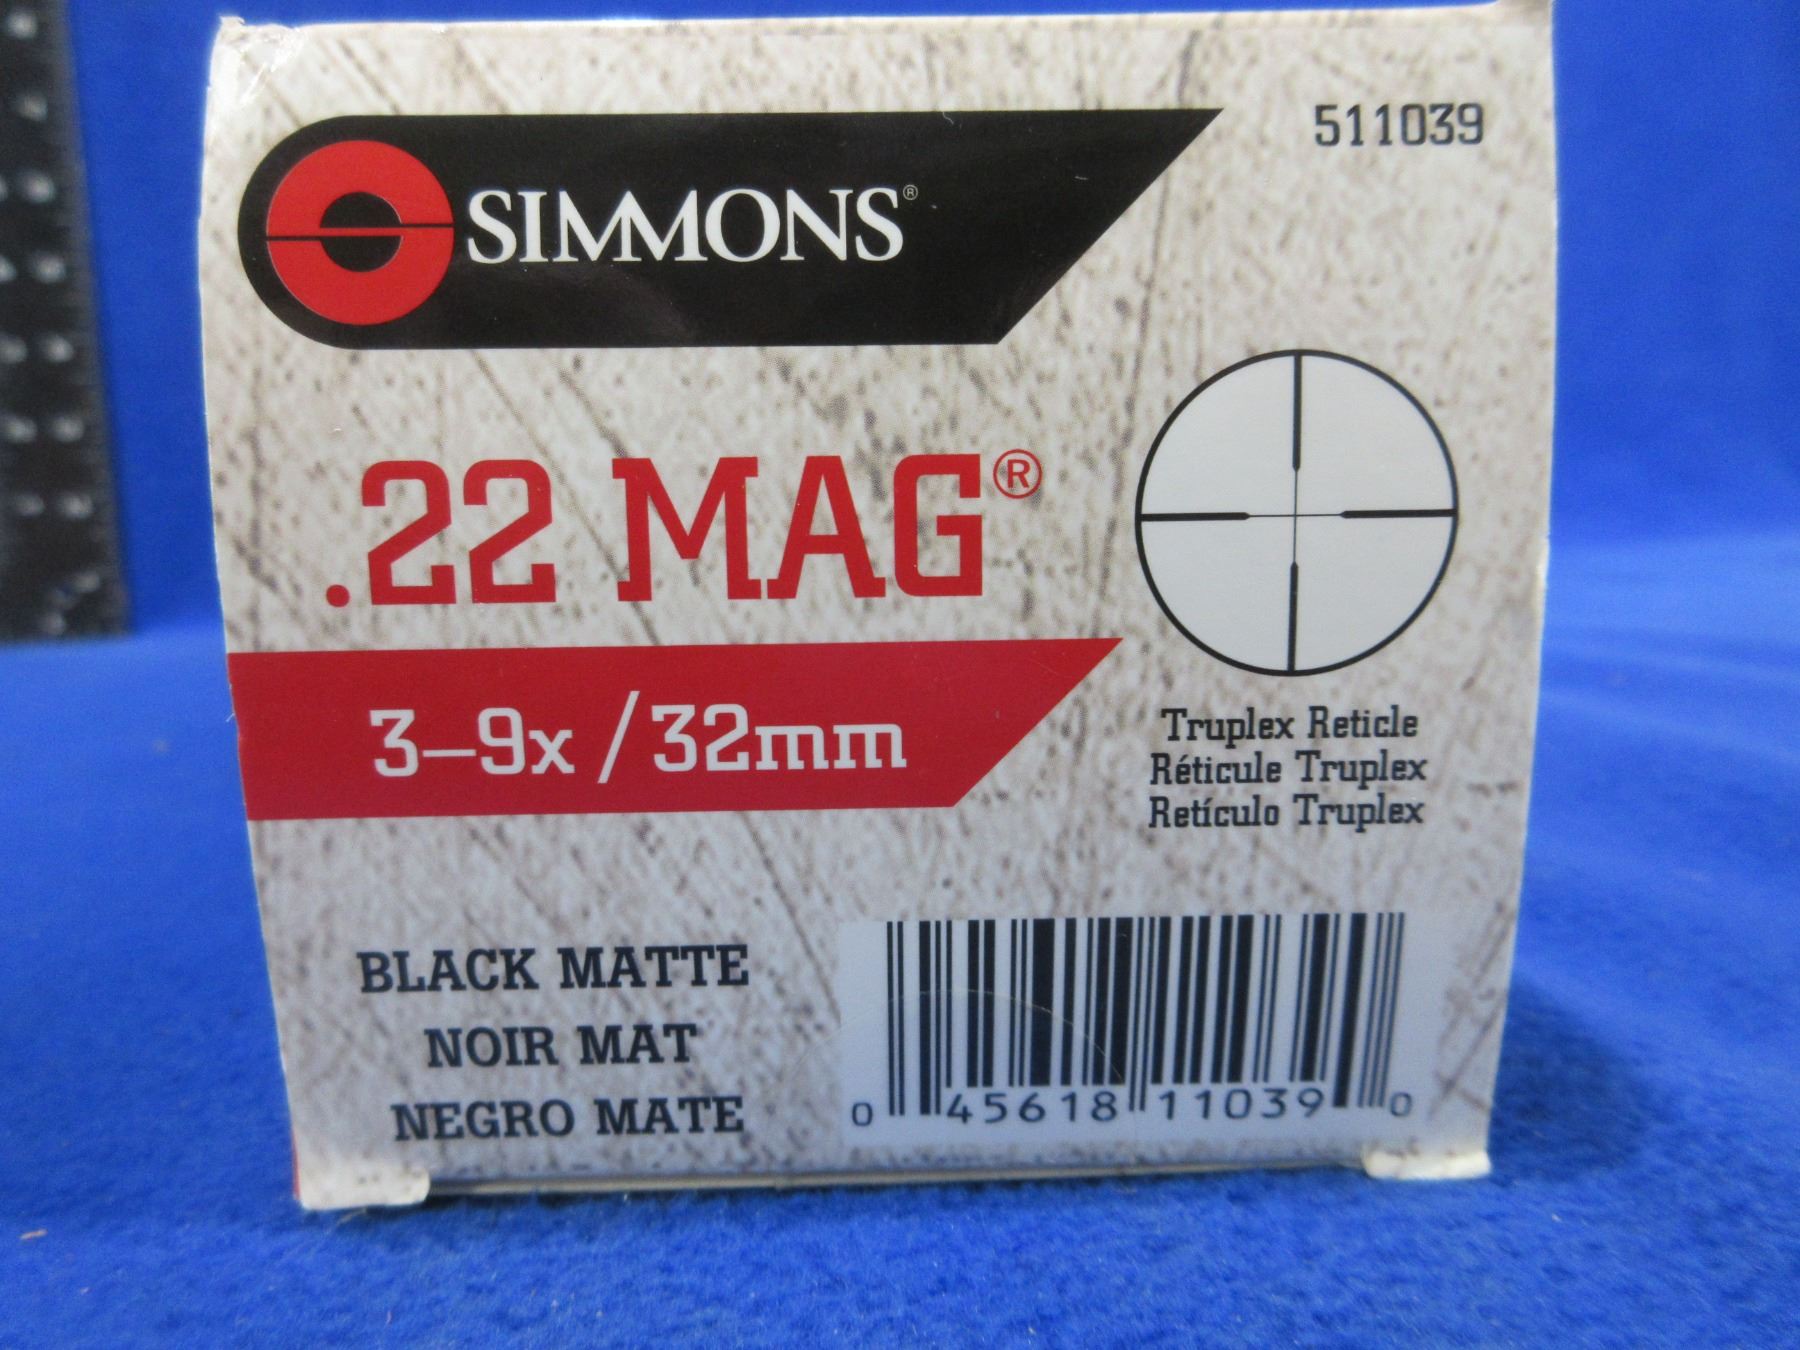 SIMMONS®
511039
.22 MAG®
3–9x / 32mm
Truplex Reticle
Réticule Truplex
Retículo Truplex
BLACK MATTE
NOIR MAT
NEGRO MATE
0 45618 11039 0